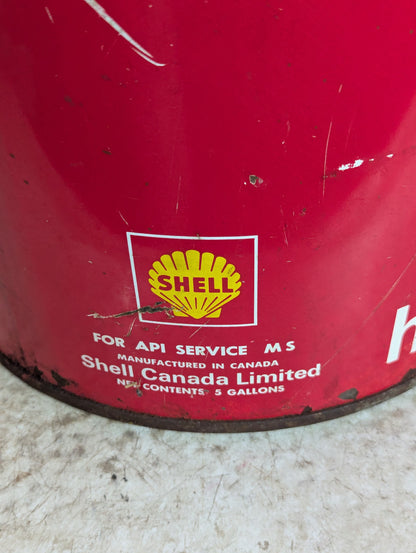 SHELL
FOR API SERVICE MS
MANUFACTURED IN CANADA
Shell Canada Limited
NET CONTENTS 5 GALLONS
h